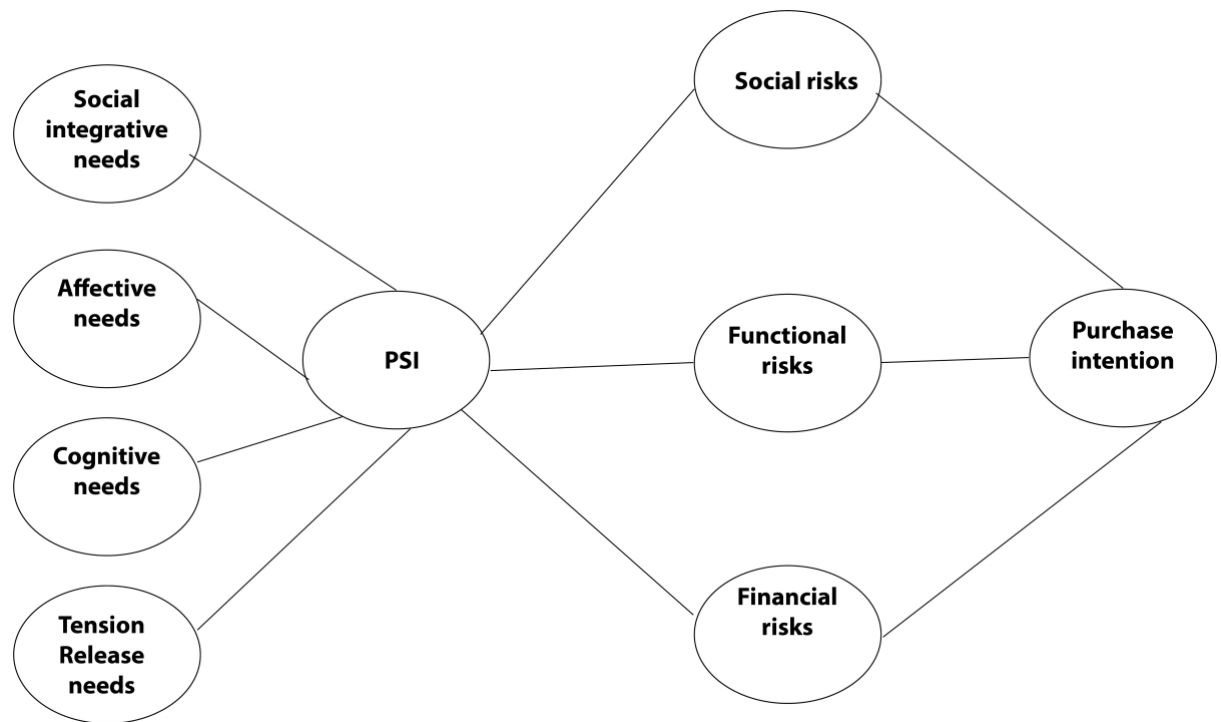 Social
integrative
needs
Affective
needs
Cognitive
needs
Tension
Release
needs
PSI
Social risks
Functional
risks
Financial
risks
Purchase
intention